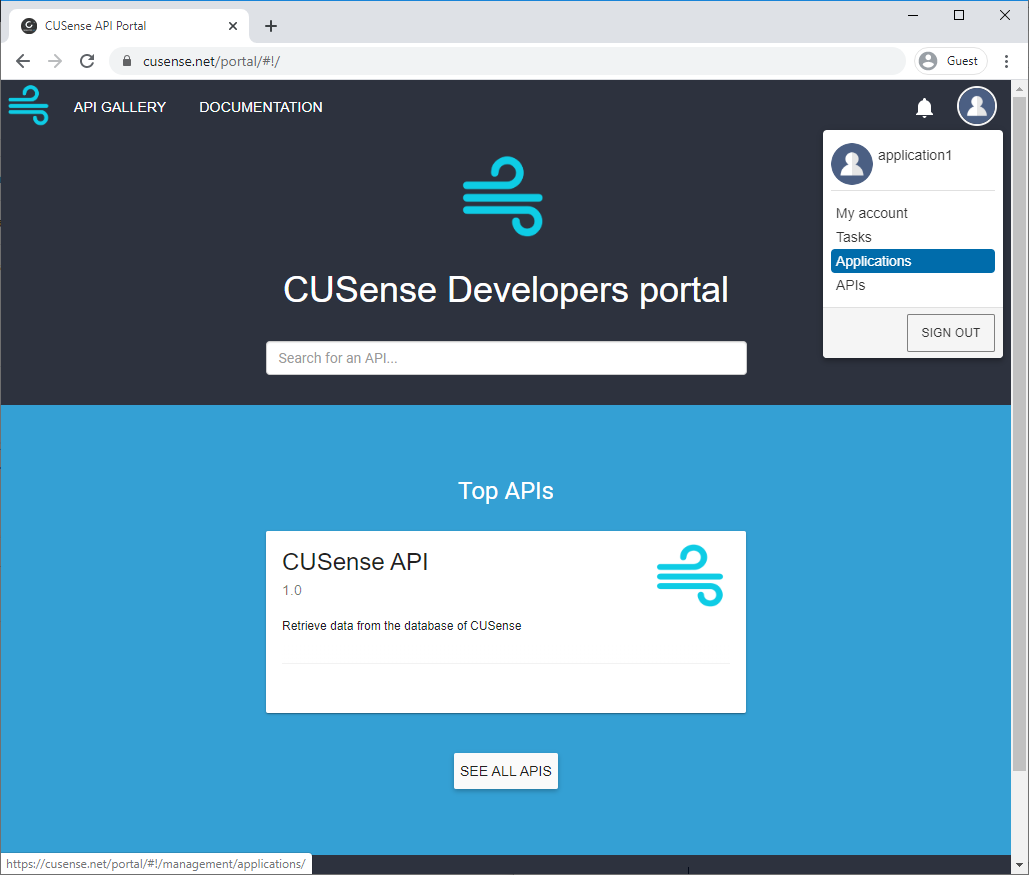 CUSense API Portal
cusense.net/portal/#!/
Guest
API GALLERY
DOCUMENTATION
application1
My account
Tasks
Applications
APIs
SIGN OUT
CUSense Developers portal
Search for an API...
Top APIs
CUSense API
1.0
Retrieve data from the database of CUSense
SEE ALL APIS
https://cusense.net/portal/#!/management/applications/